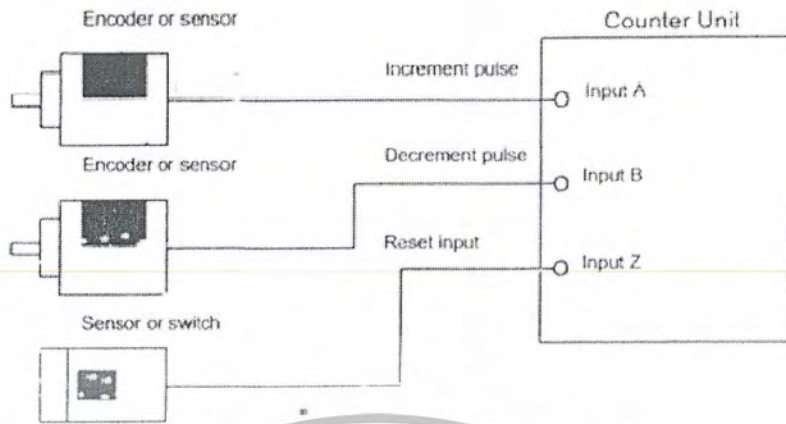 Encoder or sensor
Counter Unit
Increment pulse
Input A
Encoder or sensor
Decrement pulse
Input B
Reset input
Input Z
Sensor or switch